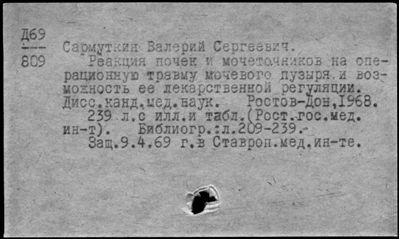 Д69
809
Сармуткин Валерий Сергеевич.
Реакция почек и мочеточников на опе-
рационную травму мочевого пузыря и воз-
можность ее лекарственной регуляции.
Дисс.канд.мед.наук. Ростов-Дон,1968.
239 л.с илл.и табл.(Рост.гос.мед.
ин-т). Библиогр.:л.209-239.-
Защ.9.4.69 г.в Ставроп.мед.ин-те.